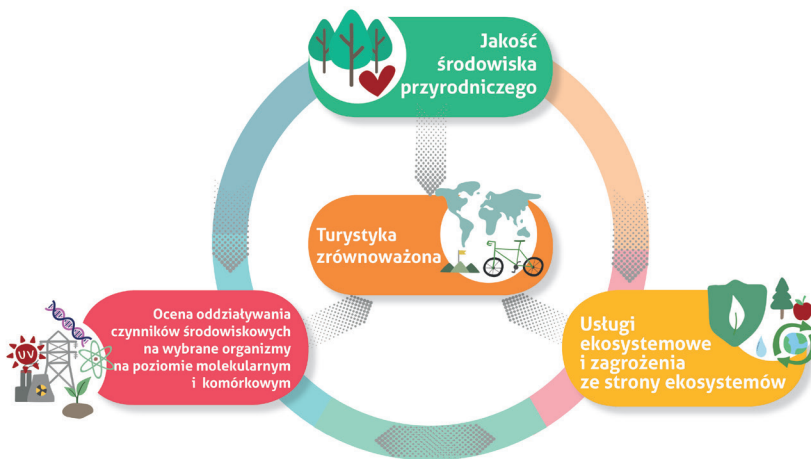 Jakość
środowiska
przyrodniczego
Turystyka
zrównoważona
Ocena oddziaływania
czynników środowiskowych
na wybrane organizmy
na poziomie molekularnym
i komórkowym
UV
Usługi
ekosystemowe
i zagrożenia
ze strony ekosystemów